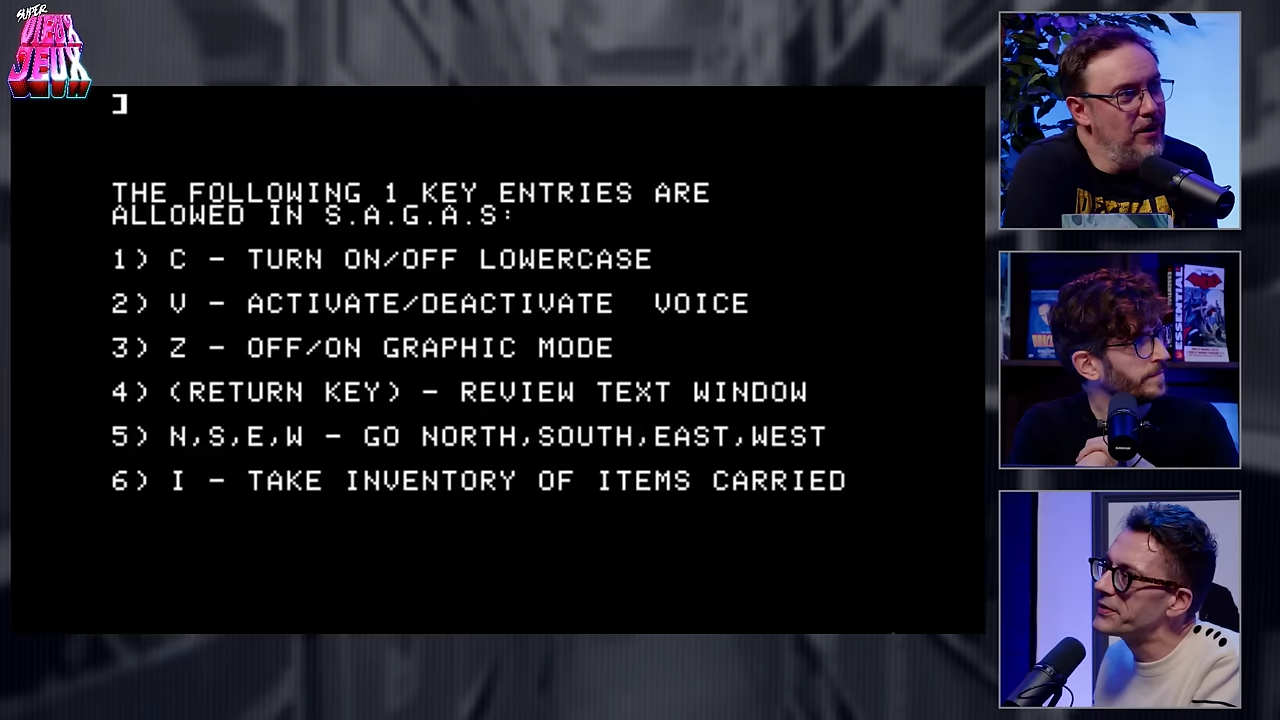 SUPER
VIEUX
JEUX
]
THE FOLLOWING 1 KEY ENTRIES ARE
ALLOWED IN S.A.G.A.S:
1) C - TURN ON/OFF LOWERCASE
2) V - ACTIVATE/DEACTIVATE  VOICE
3) Z - OFF/ON GRAPHIC MODE
4) (RETURN KEY) - REVIEW TEXT WINDOW
5) N,S,E,W - GO NORTH,SOUTH,EAST,WEST
6) I - TAKE INVENTORY OF ITEMS CARRIED
ESSENTIAL